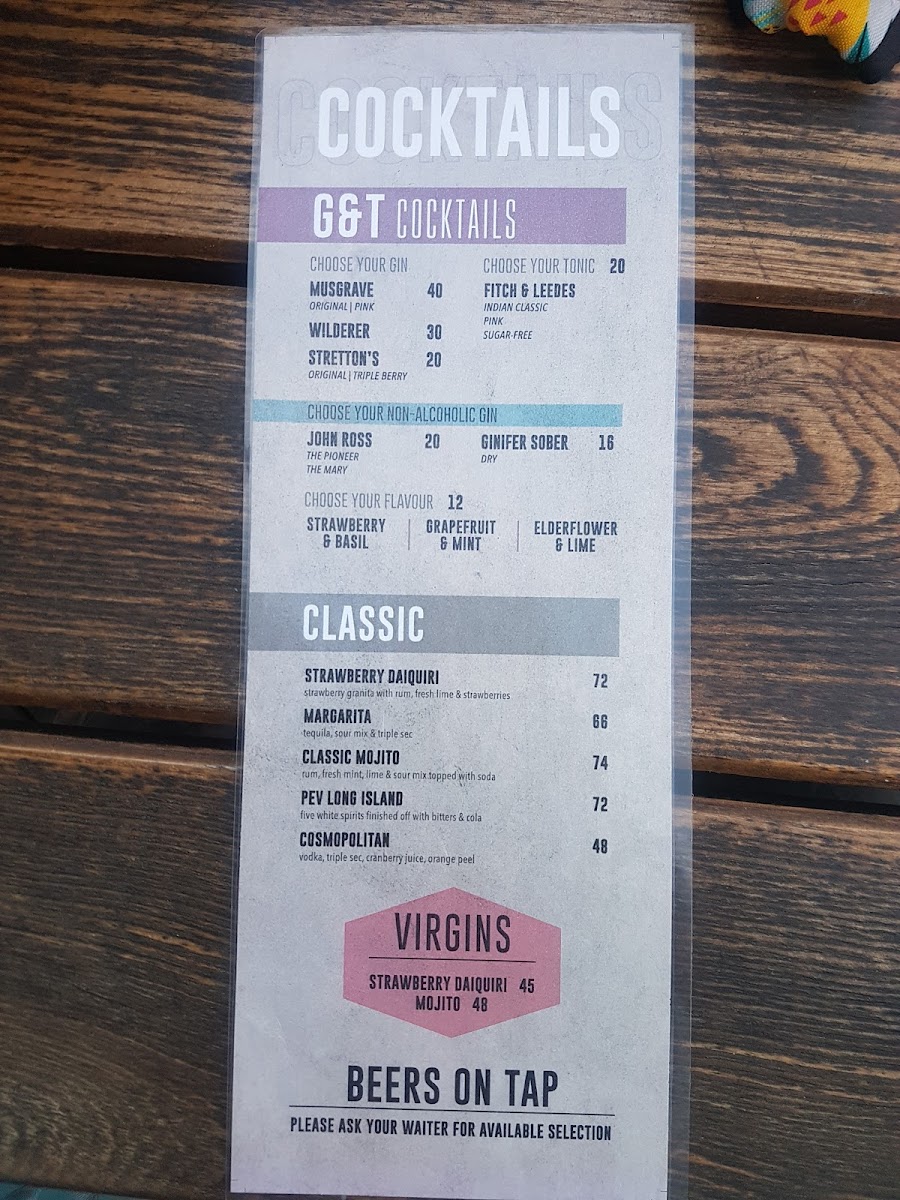 COCKTAILS
G&T COCKTAILS
CHOOSE YOUR GIN
MUSGRAVE 40
ORIGINAL | PINK
WILDERER 30
STRETTON'S 20
ORIGINAL | TRIPLE BERRY
CHOOSE YOUR TONIC 20
FITCH & LEEDES
INDIAN CLASSIC
PINK
SUGAR-FREE
CHOOSE YOUR NON-ALCOHOLIC GIN
JOHN ROSS 20
THE PIONEER
THE MARY
GINIFER SOBER 16
DRY
CHOOSE YOUR FLAVOUR 12
STRAWBERRY
& BASIL
GRAPEFRUIT
& MINT
ELDERFLOWER
& LIME
CLASSIC
STRAWBERRY DAIQUIRI 72
strawberry granita with rum, fresh lime & strawberries
MARGARITA 66
tequila, sour mix & triple sec
CLASSIC MOJITO 74
rum, fresh mint, lime & sour mix topped with soda
PEV LONG ISLAND 72
five white spirits finished off with bitters & cola
COSMOPOLITAN 48
vodka, triple sec, cranberry juice, orange peel
VIRGINS
STRAWBERRY DAIQUIRI 45
MOJITO 48
BEERS ON TAP
PLEASE ASK YOUR WAITER FOR AVAILABLE SELECTION